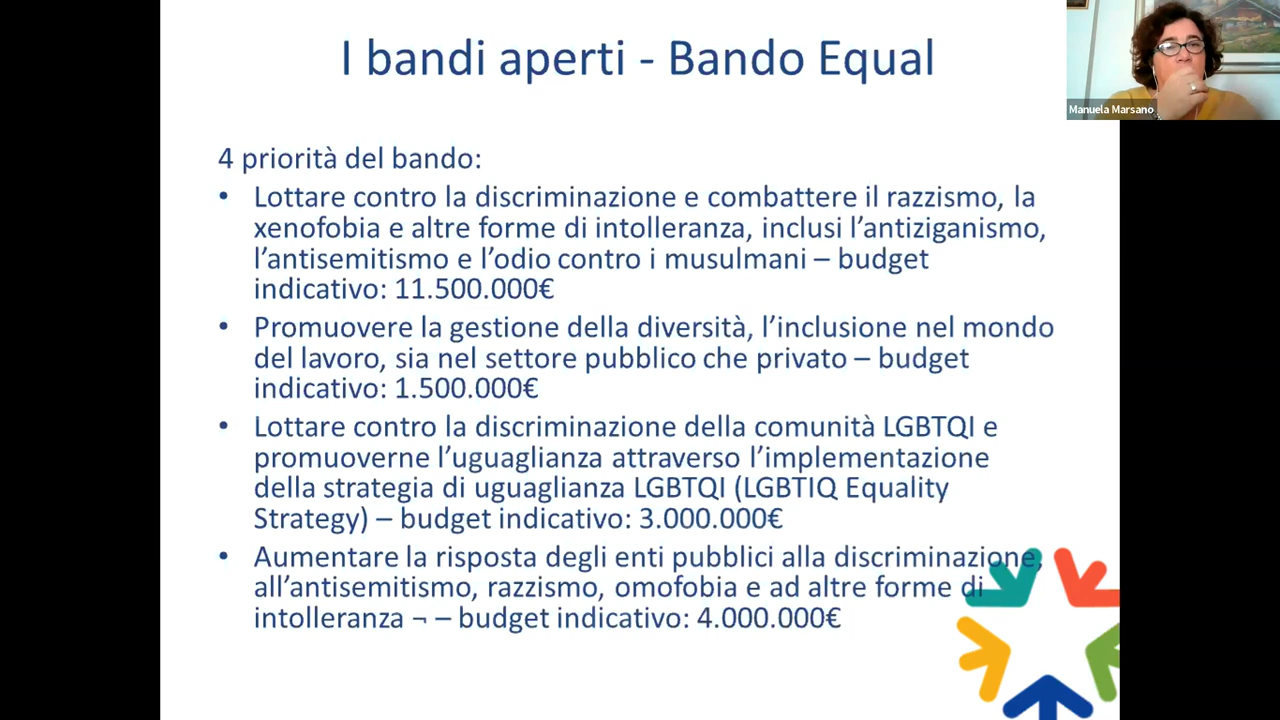 I bandi aperti - Bando Equal
Manuela Marsano
4 priorità del bando:
• Lottare contro la discriminazione e combattere il razzismo, la
xenofobia e altre forme di intolleranza, inclusi l’antiziganismo,
l’antisemitismo e l’odio contro i musulmani – budget
indicativo: 11.500.000€
• Promuovere la gestione della diversità, l’inclusione nel mondo
del lavoro, sia nel settore pubblico che privato – budget
indicativo: 1.500.000€
• Lottare contro la discriminazione della comunità LGBTQI e
promuoverne l’uguaglianza attraverso l’implementazione
della strategia di uguaglianza LGBTQI (LGBTIQ Equality
Strategy) – budget indicativo: 3.000.000€
• Aumentare la risposta degli enti pubblici alla discriminazione,
all’antisemitismo, razzismo, omofobia e ad altre forme di
intolleranza ¬ – budget indicativo: 4.000.000€